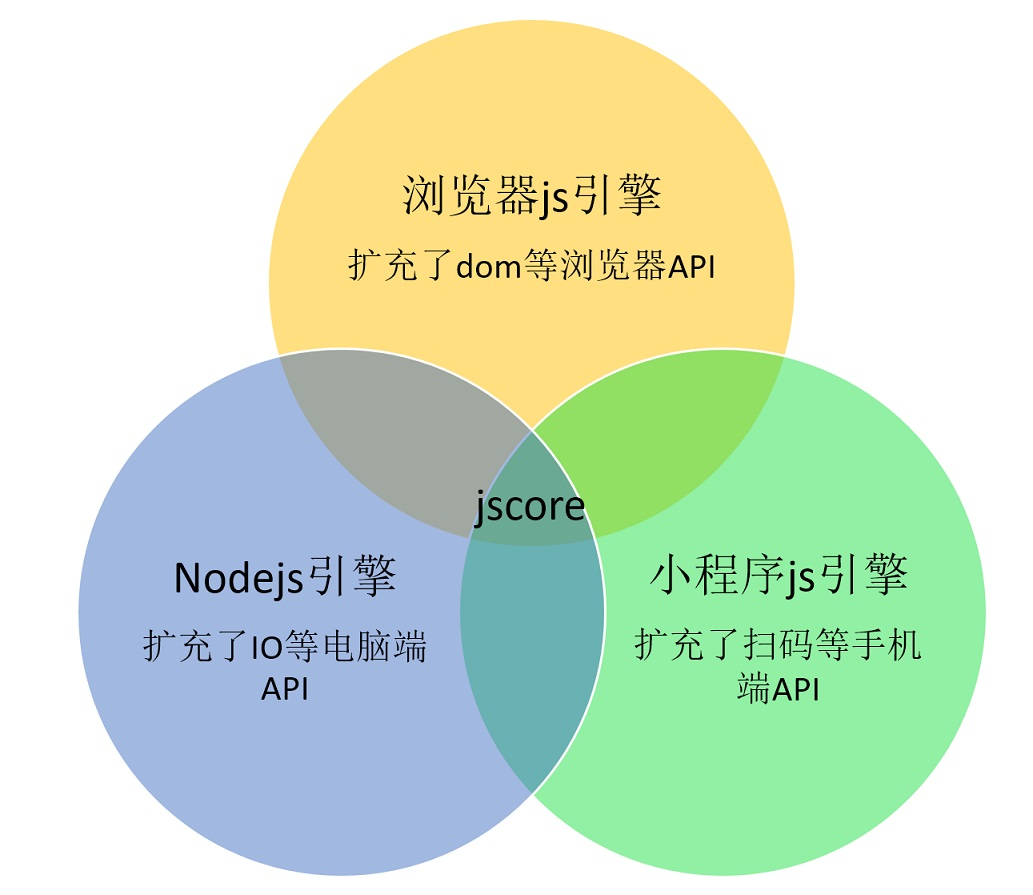 浏览器js引擎
扩充了dom等浏览器API
jscore
Nodejs引擎
扩充了IO等电脑端
API
小程序js引擎
扩充了扫码等手机
端API